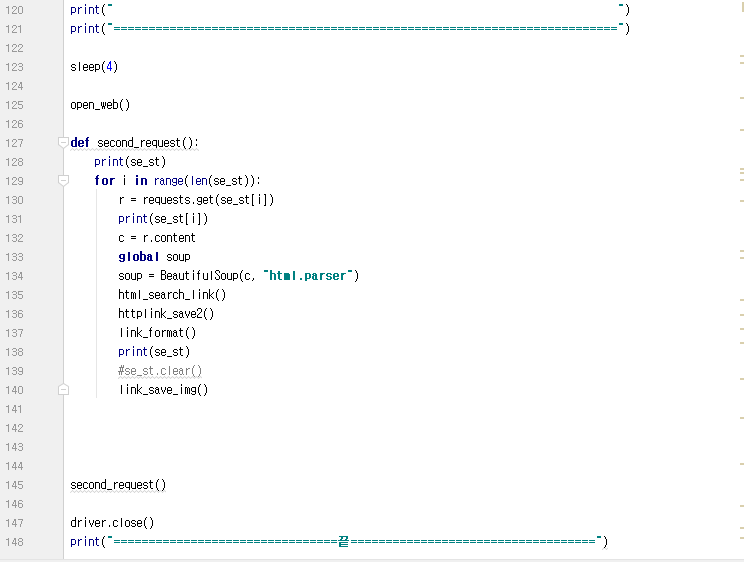 120 print("                                                                        ")
121 print("========================================================================")
122
123 sleep(4)
124
125 open_web()
126
127 def second_request():
128     print(se_st)
129     for i in range(len(se_st)):
130         r = requests.get(se_st[i])
131         print(se_st[i])
132         c = r.content
133         global soup
134         soup = BeautifulSoup(c, "html.parser")
135         html_search_link()
136         httplink_save2()
137         link_format()
138         print(se_st)
139         #se_st.clear()
140         link_save_img()
141
142
143
144
145 second_request()
146
147 driver.close()
148 print("================================끝===================================")